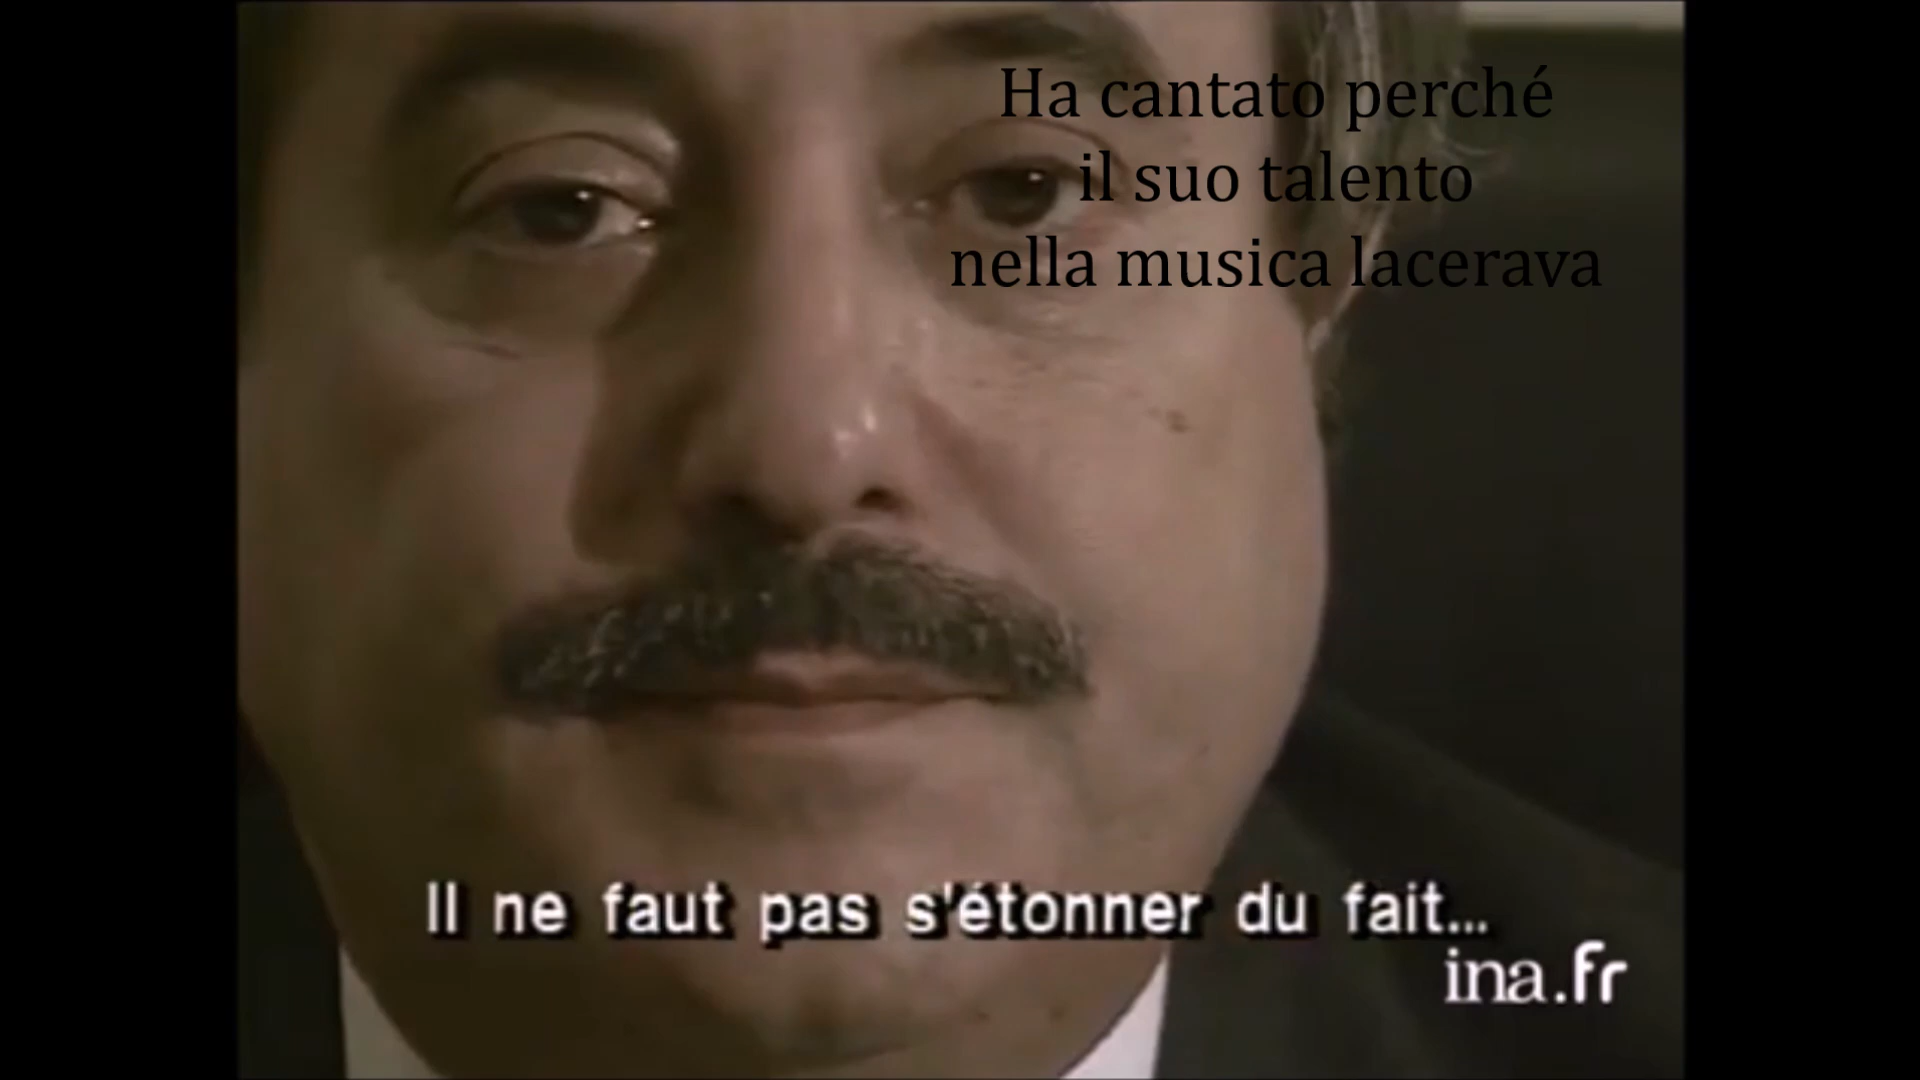 Ha cantato perché
il suo talento
nella musica lacerava
Il ne faut pas s'étonner du fait...
ina.fr